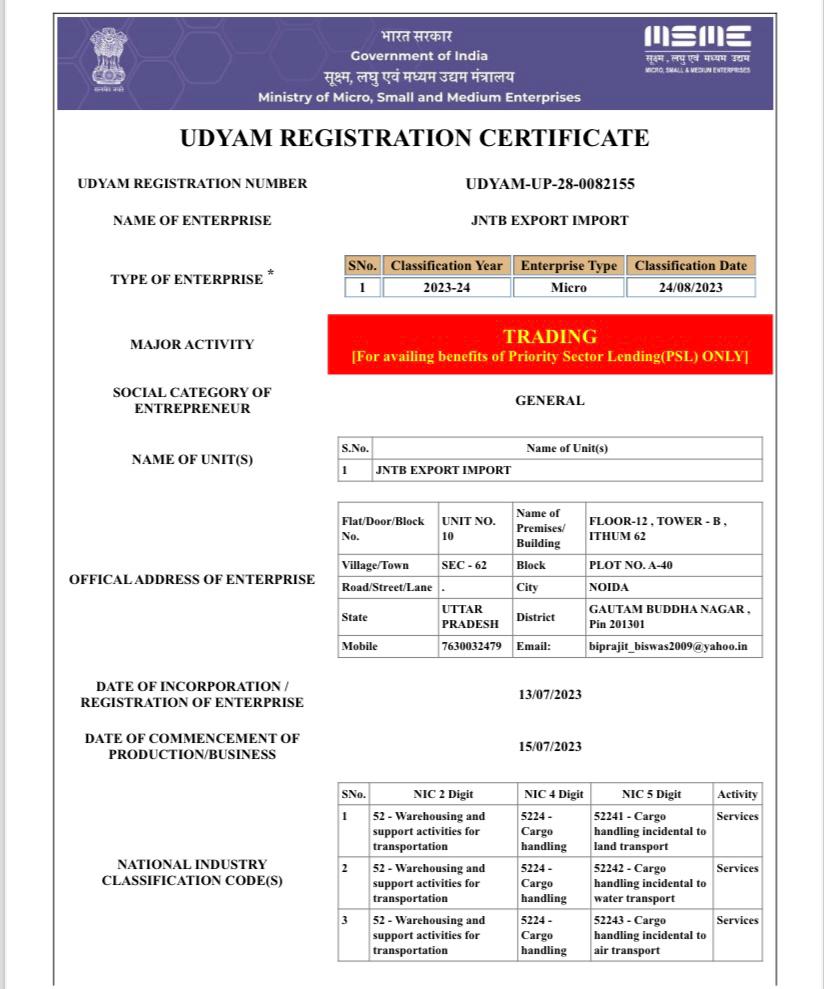 भारत सरकार
Government of India
सूक्ष्म, लघु एवं मध्यम उद्यम मंत्रालय
Ministry of Micro, Small and Medium Enterprises
सत्यमेव जयते
MSME
सूक्ष्म, लघु एवं मध्यम उद्यम
MICRO, SMALL & MEDIUM ENTERPRISES
UDYAM REGISTRATION CERTIFICATE
UDYAM REGISTRATION NUMBER
UDYAM-UP-28-0082155
NAME OF ENTERPRISE
JNTB EXPORT IMPORT
TYPE OF ENTERPRISE *
SNo. Classification Year Enterprise Type Classification Date
1 2023-24 Micro 24/08/2023
MAJOR ACTIVITY
TRADING
[For availing benefits of Priority Sector Lending(PSL) ONLY]
SOCIAL CATEGORY OF
ENTREPRENEUR
GENERAL
NAME OF UNIT(S)
S.No. Name of Unit(s)
1 JNTB EXPORT IMPORT
OFFICAL ADDRESS OF ENTERPRISE
Flat/Door/Block
No.
UNIT NO.
10
Name of
Premises/
Building
FLOOR-12 , TOWER - B ,
ITHUM 62
Village/Town SEC - 62 Block PLOT NO. A-40
Road/Street/Lane . City NOIDA
State
UTTAR
PRADESH
District
GAUTAM BUDDHA NAGAR ,
Pin 201301
Mobile 7630032479 Email: biprajit_biswas2009@yahoo.in
DATE OF INCORPORATION /
REGISTRATION OF ENTERPRISE
13/07/2023
DATE OF COMMENCEMENT OF
PRODUCTION/BUSINESS
15/07/2023
NATIONAL INDUSTRY
CLASSIFICATION CODE(S)
SNo. NIC 2 Digit NIC 4 Digit NIC 5 Digit Activity
1
52 - Warehousing and
support activities for
transportation
5224 -
Cargo
handling
52241 - Cargo
handling incidental to
land transport
Services
2
52 - Warehousing and
support activities for
transportation
5224 -
Cargo
handling
52242 - Cargo
handling incidental to
water transport
Services
3
52 - Warehousing and
support activities for
transportation
5224 -
Cargo
handling
52243 - Cargo
handling incidental to
air transport
Services